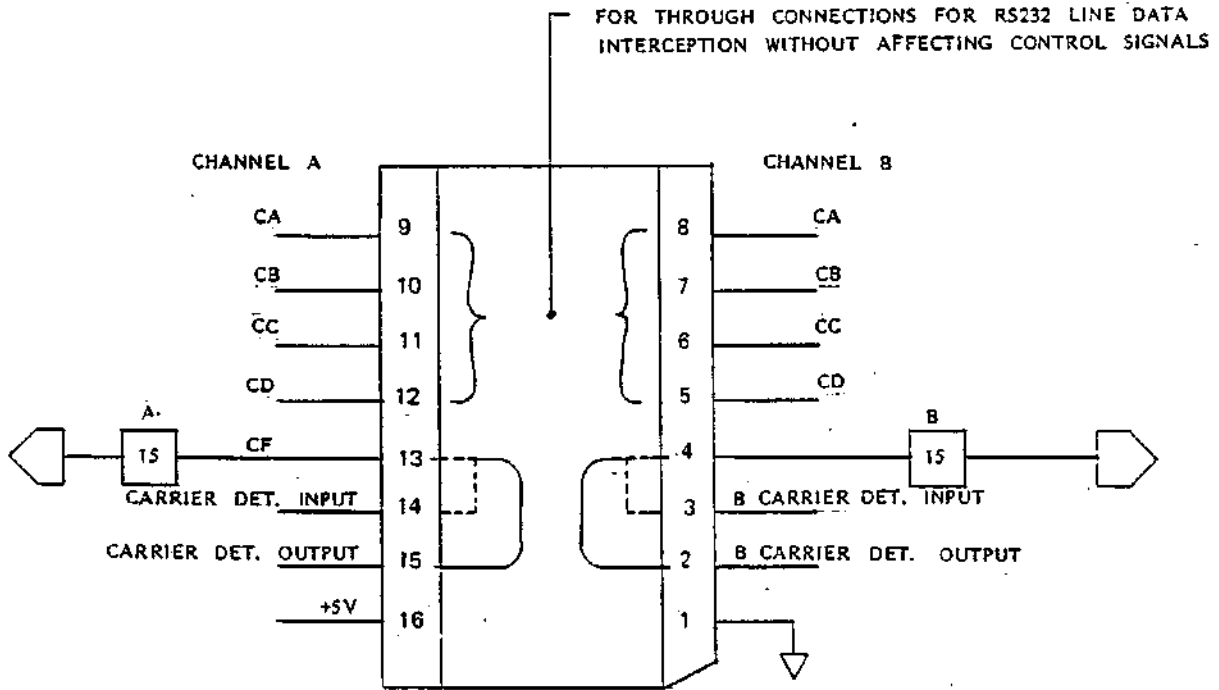 FOR THROUGH CONNECTIONS FOR RS232 LINE DATA
INTERCEPTION WITHOUT AFFECTING CONTROL SIGNALS
CHANNEL A
CHANNEL B
CA 9 8 CA
CB 10 7 CB
CC 11 6 CC
CD 12 5 CD
A. B
15 CF 13 4 15
CARRIER DET. INPUT 14 3 B CARRIER DET. INPUT
CARRIER DET. OUTPUT 15 2 B CARRIER DET. OUTPUT
+5V 16 1